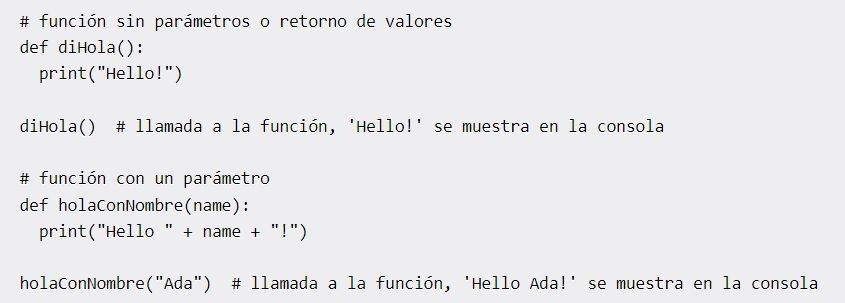 # función sin parámetros o retorno de valores
def diHola():
  print("Hello!")

diHola()  # llamada a la función, 'Hello!' se muestra en la consola

# función con un parámetro
def holaConNombre(name):
  print("Hello " + name + "!")

holaConNombre("Ada")  # llamada a la función, 'Hello Ada!' se muestra en la consola